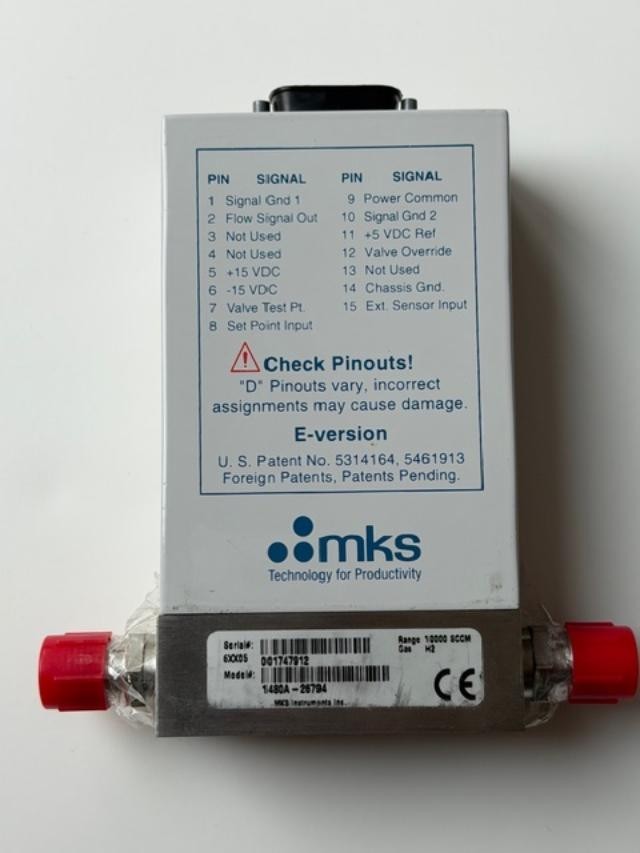 PIN SIGNAL PIN SIGNAL
1 Signal Gnd 1 9 Power Common
2 Flow Signal Out 10 Signal Gnd 2
3 Not Used 11 +5 VDC Ref
4 Not Used 12 Valve Override
5 +15 VDC 13 Not Used
6 -15 VDC 14 Chassis Gnd.
7 Valve Test Pt. 15 Ext. Sensor Input
8 Set Point Input
Check Pinouts!
"D" Pinouts vary, incorrect
assignments may cause damage.
E-version
U. S. Patent No. 5314164, 5461913
Foreign Patents, Patents Pending.
mks
Technology for Productivity
Serial#: Range 10000 SCCM
6XX05 001747912 Gas H2
Model#:
1480A-26794 CE
MKS Instruments Inc.